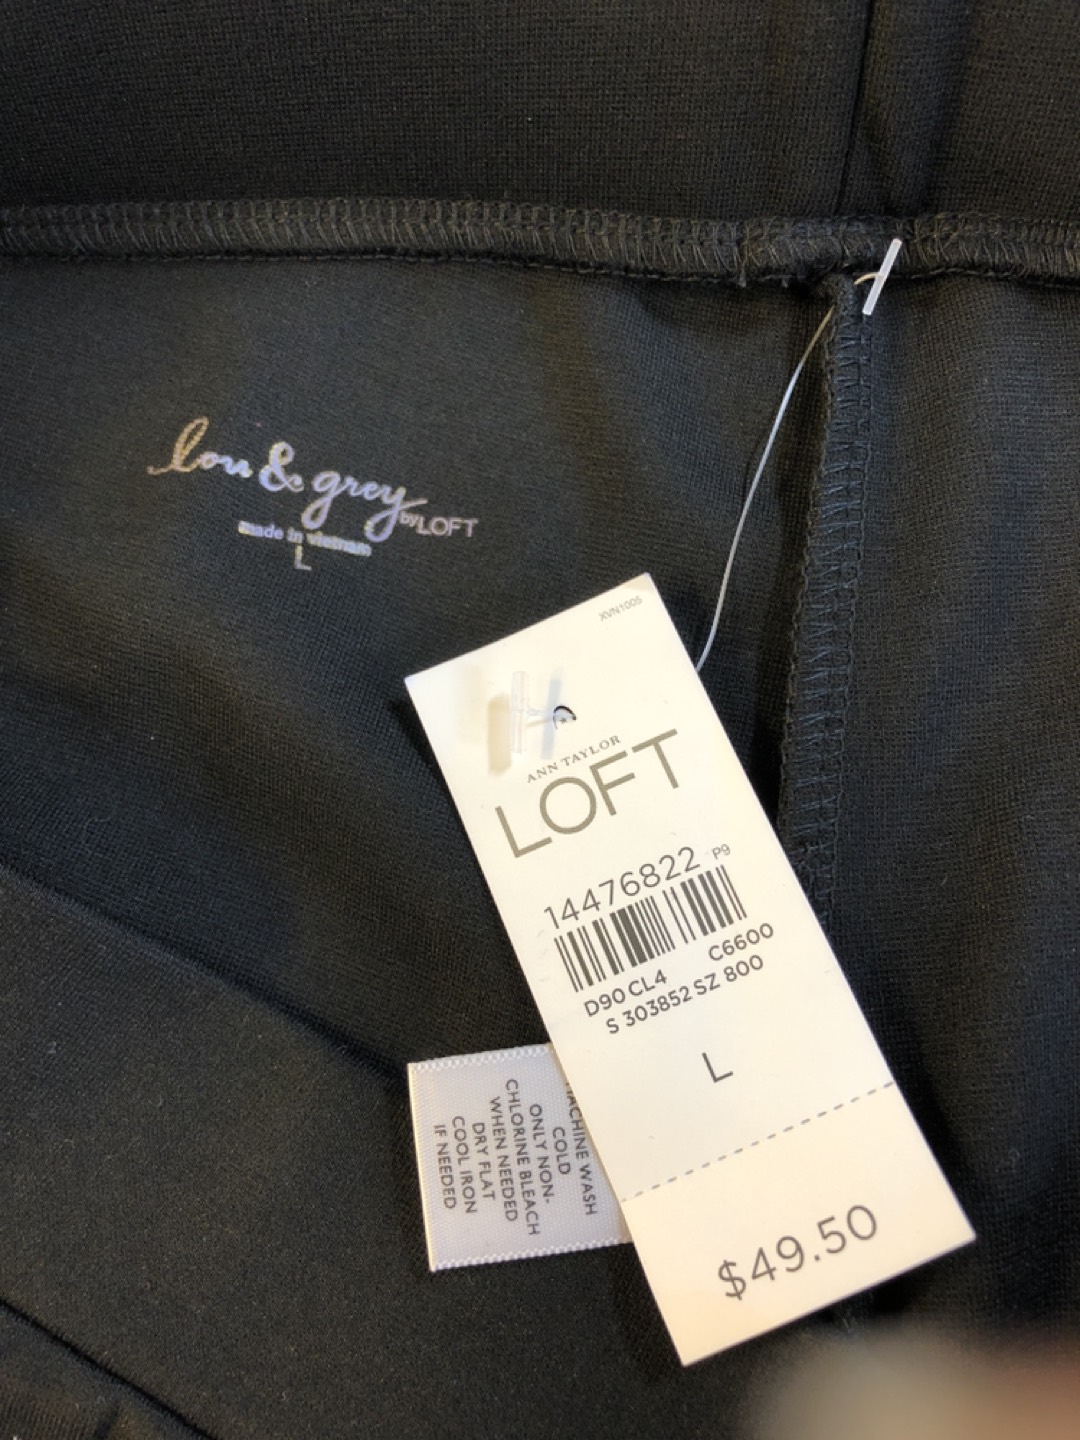 lou & grey
by LOFT
made in vietnam
L
XVN1005
ANN TAYLOR
LOFT
14476822 P9
D90 CL4 C6600
S 303852 SZ 800
L
$49.50
MACHINE WASH
COLD
ONLY NON-
CHLORINE BLEACH
WHEN NEEDED
DRY FLAT
COOL IRON
IF NEEDED